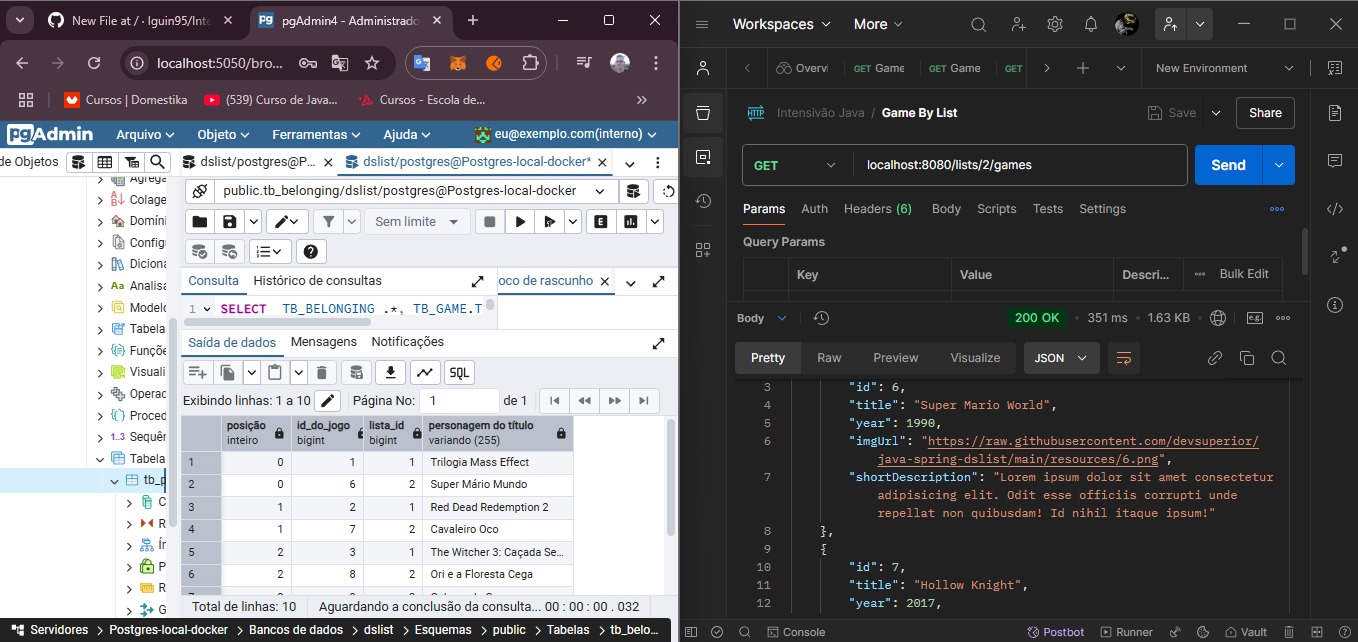 New File at / · lguin95/Inte
pgAdmin4 - Administrado
localhost:5050/bro...
Cursos | Domestika
(539) Curso de Java...
Cursos - Escola de...
pgAdmin
Arquivo
Objeto
Ferramentas
Ajuda
eu@exemplo.com(interno)
de Objetos
dslist/postgres@P...
dslist/postgres@Postgres-local-docker*
public.tb_belonging/dslist/postgres@Postgres-local-docker
Sem limite
E
Consulta
Histórico de consultas
oco de rascunho
1
SELECT TB_BELONGING .*, TB_GAME.T
Saída de dados
Mensagens
Notificações
SQL
Exibindo linhas: 1 a 10
Página No:
1
de 1
posição
inteiro
id_do_jogo
bigint
lista_id
bigint
personagem do título
variando (255)
1 0 1 1 Trilogia Mass Effect
2 0 6 2 Super Mário Mundo
3 1 2 1 Red Dead Redemption 2
4 1 7 2 Cavaleiro Oco
5 2 3 1 The Witcher 3: Caçada Se...
6 2 8 2 Ori e a Floresta Cega
Total de linhas: 10
Aguardando a conclusão da consulta... 00 : 00 : 00 . 032
Agrega
Colage
Domíni
Config
Diciona
Analisa
Modelo
Tabela
Funçõe
Visuali
Operad
Proced
Sequên
Tabelas
tb_p
C
R
Ín
P
R
G
Servidores
Postgres-local-docker
Bancos de dados
dslist
Esquemas
public
Tabelas
tb_belo...
Workspaces
More
Overvi
GET Game
GET Game
GET
New Environment
HTTP
Intensivão Java / Game By List
Save
Share
GET
localhost:8080/lists/2/games
Send
Params
Auth
Headers (6)
Body
Scripts
Tests
Settings
Query Params
Key
Value
Descri...
Bulk Edit
Body
200 OK
351 ms
1.63 KB
e.g.
Pretty
Raw
Preview
Visualize
JSON
3 "id": 6,
4 "title": "Super Mario World",
5 "year": 1990,
6 "imgUrl": "https://raw.githubusercontent.com/devsuperior/
java-spring-dslist/main/resources/6.png",
7 "shortDescription": "Lorem ipsum dolor sit amet consectetur
adipisicing elit. Odit esse officiis corrupti unde
repellat non quibusdam! Id nihil itaque ipsum!"
8 },
9 {
10 "id": 7,
11 "title": "Hollow Knight",
12 "year": 2017,
Console
Postbot
Runner
Vault